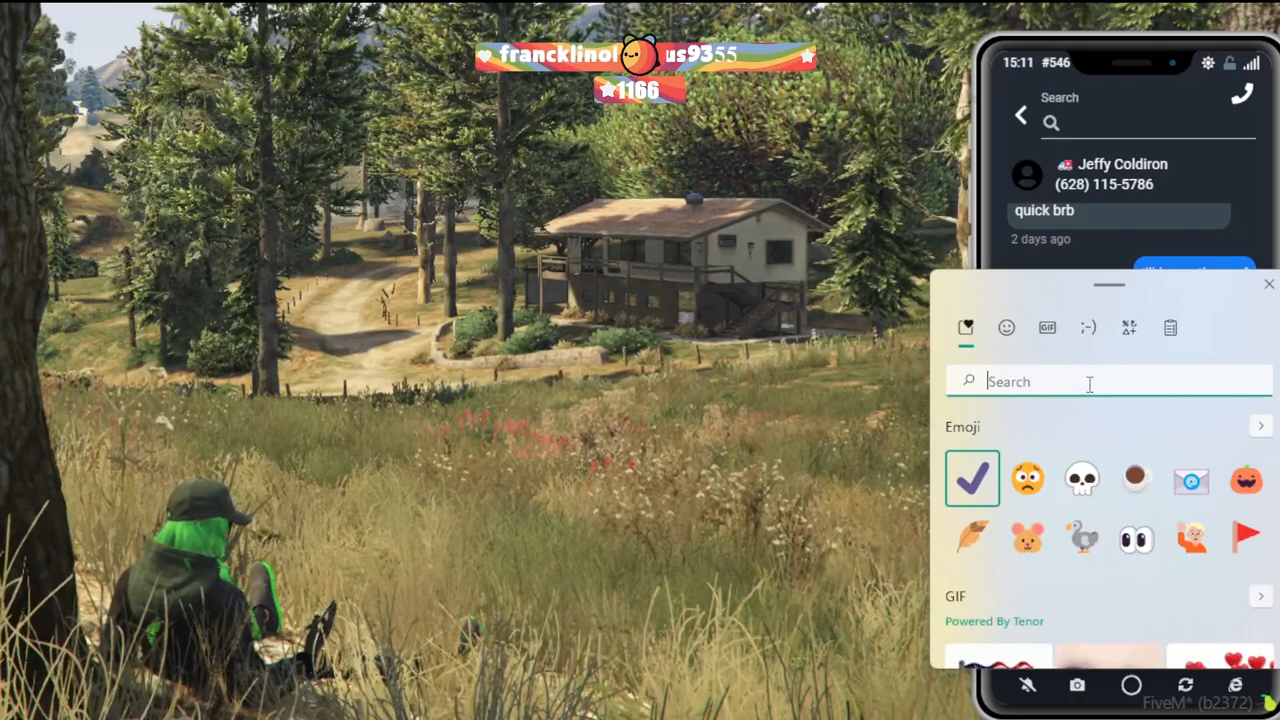 francklinol us9355
1166
15:11 #546
Search
Jeffy Coldiron
(628) 115-5786
quick brb
2 days ago
GIF
;-)
Search
Emoji
GIF
Powered By Tenor
FiveM* (b2372)